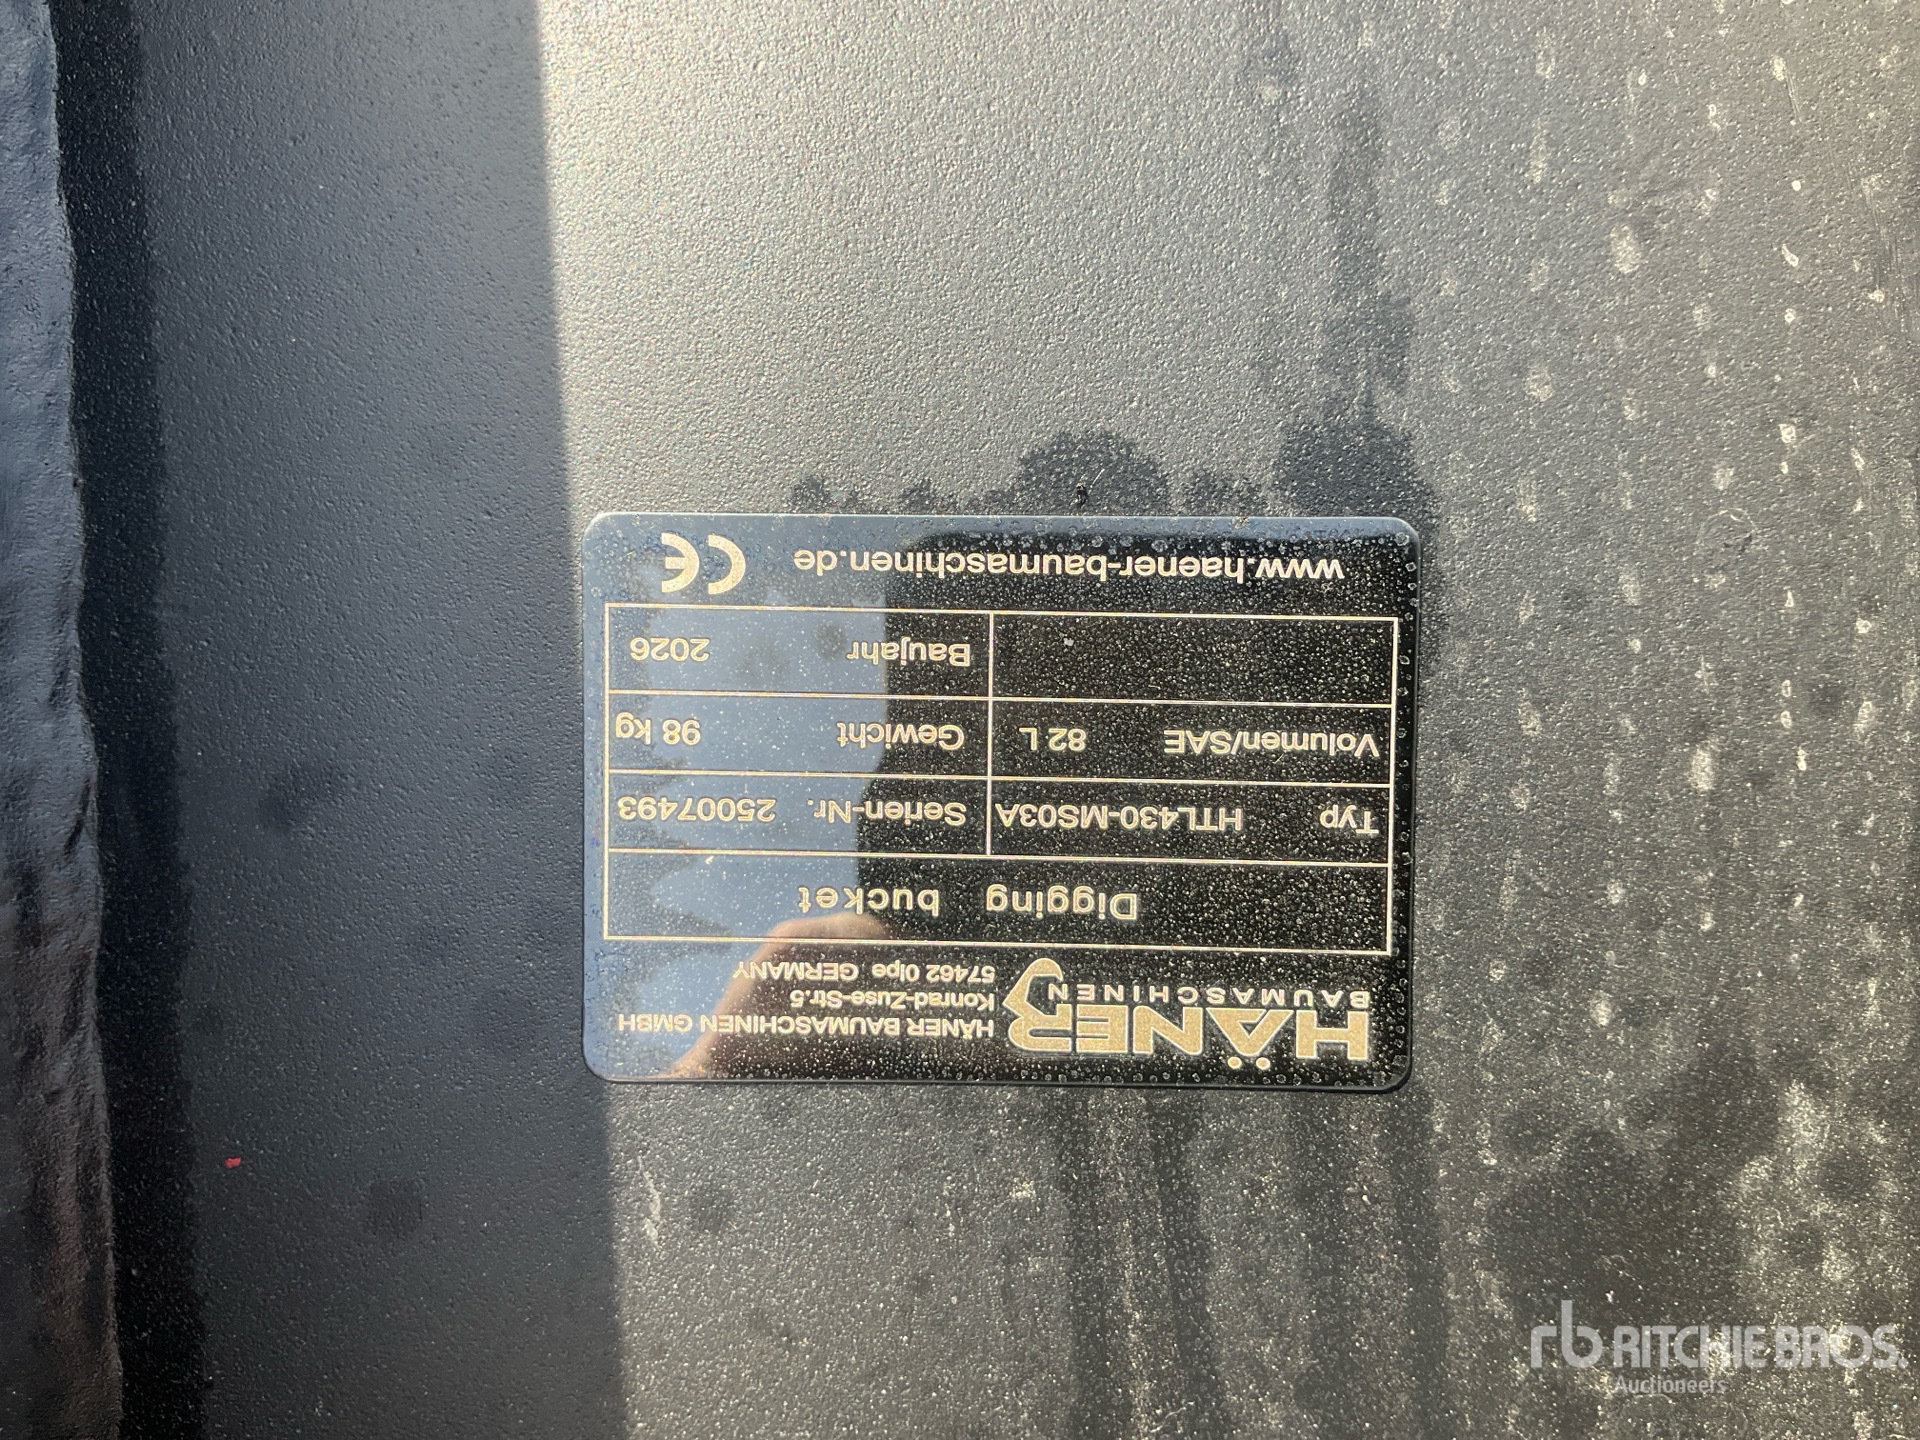 HÄNER
BAUMASCHINEN
HÄNER BAUMASCHINEN GMBH
Konrad-Zuse-Str.5
57462 Olpe GERMANY
Digging bucket
Typ HTL430-MS03A Serien-Nr. 25007493
Volumen/SAE 82 L Gewicht 98 kg
Baujahr 2026
www.haener-baumaschinen.de CE
rb RITCHIE BROS.
Auctioneers